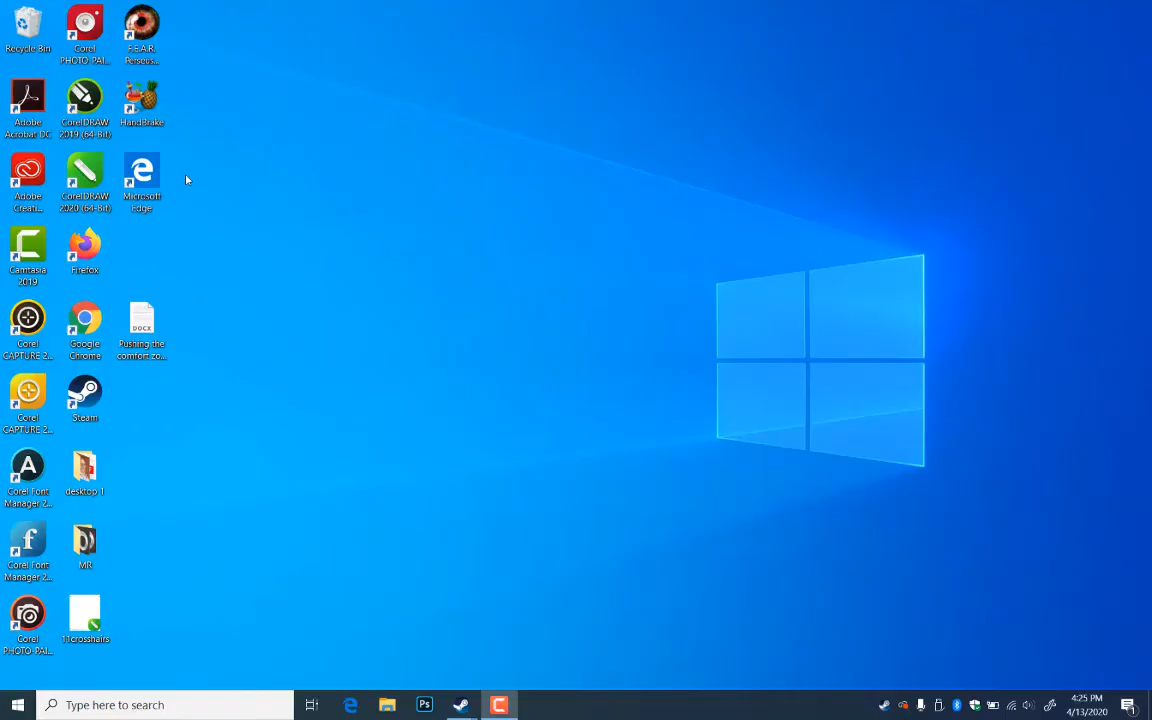 Recycle Bin
Corel
PHOTO-PAI...
F.E.A.R.
Perseus...
Adobe
Acrobat DC
CorelDRAW
2019 (64-Bit)
HandBrake
Adobe
Creati...
CorelDRAW
2020 (64-Bit)
Microsoft
Edge
Camtasia
2019
Firefox
Corel
CAPTURE 2...
Google
Chrome
DOCX
Pushing the
comfort zo...
Corel
CAPTURE 2...
Steam
Corel Font
Manager 2...
desktop 1
Corel Font
Manager 2...
MR
Corel
PHOTO-PAI...
11crosshairs
Type here to search
Ps
4:25 PM
4/13/2020
1